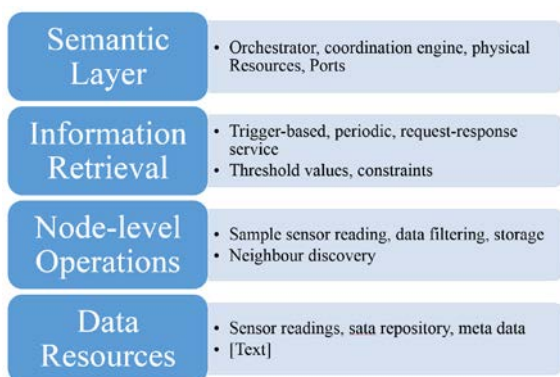 Semantic
Layer
• Orchestrator, coordination engine, physical
Resources, Ports
Information
Retrieval
• Trigger-based, periodic, request-response
service
• Threshold values, constraints
Node-level
Operations
• Sample sensor reading, data filtering, storage
• Neighbour discovery
Data
Resources
• Sensor readings, sata repository, meta data
• [Text]